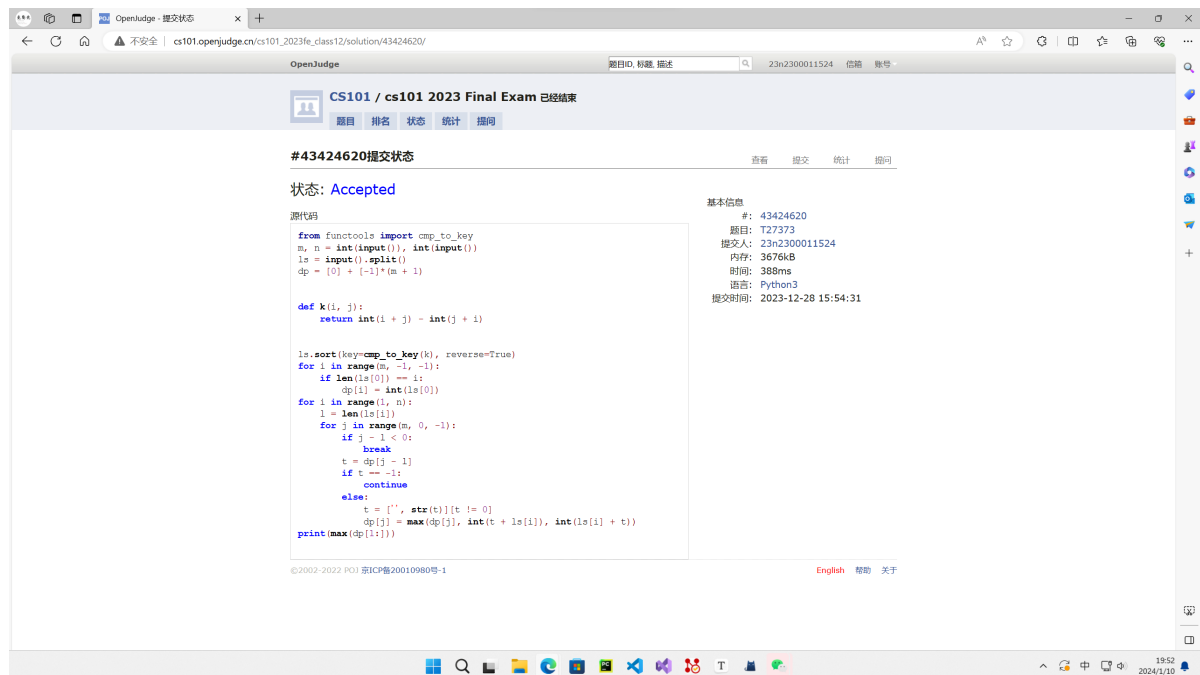 OpenJudge - 提交状态
不安全 cs101.openjudge.cn/cs101_2023fe_class12/solution/43424620/
OpenJudge 题目ID, 标题, 描述 23n2300011524 信箱 账号
CS101 / cs101 2023 Final Exam 已经结束
题目 排名 状态 统计 提问
#43424620提交状态 查看 提交 统计 提问
状态: Accepted
源代码
from functools import cmp_to_key
m, n = int(input()), int(input())
ls = input().split()
dp = [0] + [-1]*(m + 1)
def k(i, j):
return int(i + j) - int(j + i)
ls.sort(key=cmp_to_key(k), reverse=True)
for i in range(m, -1, -1):
if len(ls[0]) == i:
dp[i] = int(ls[0])
for i in range(1, n):
l = len(ls[i])
for j in range(m, 0, -1):
if j - l < 0:
break
t = dp[j - l]
if t == -1:
continue
else:
t = ['', str(t)][t != 0]
dp[j] = max(dp[j], int(t + ls[i]), int(ls[i] + t))
print(max(dp[1:]))
基本信息
#: 43424620
题目: T27373
提交人: 23n2300011524
内存: 3676kB
时间: 388ms
语言: Python3
提交时间: 2023-12-28 15:54:31
©2002-2022 POJ 京ICP备20010980号-1 English 帮助 关于
中
19:52
2024/1/10